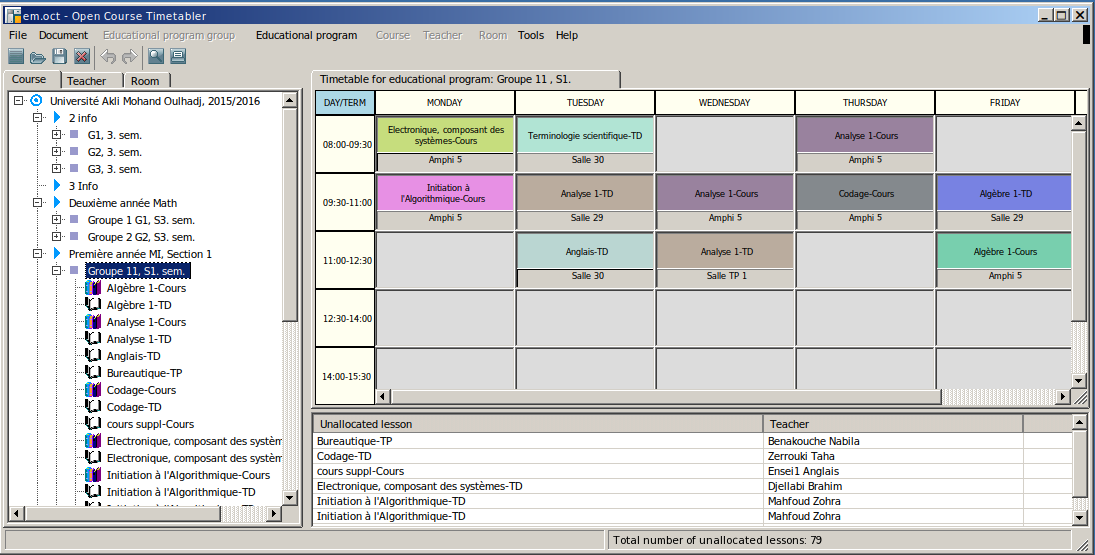 em.oct - Open Course Timetabler
File Document Educational program group Educational program Course Teacher Room Tools Help
Course Teacher Room
Université Akli Mohand Oulhadj, 2015/2016
2 info
G1, 3. sem.
G2, 3. sem.
G3, 3. sem.
3 Info
Deuxième année Math
Groupe 1 G1, S3. sem.
Groupe 2 G2, S3. sem.
Première année MI, Section 1
Groupe 11, S1. sem.
Algèbre 1-Cours
Algèbre 1-TD
Analyse 1-Cours
Analyse 1-TD
Anglais-TD
Bureautique-TP
Codage-Cours
Codage-TD
cours suppl-Cours
Electronique, composant des systèm
Electronique, composant des systèm
Initiation à l'Algorithmique-Cours
Initiation à l'Algorithmique-TD
Timetable for educational program: Groupe 11 , S1.
DAY/TERM MONDAY TUESDAY WEDNESDAY THURSDAY FRIDAY
08:00-09:30
Electronique, composant des
systèmes-Cours
Amphi 5
Terminologie scientifique-TD
Salle 30
Analyse 1-Cours
Amphi 5
09:30-11:00
Initiation à
l'Algorithmique-Cours
Amphi 5
Analyse 1-TD
Salle 29
Analyse 1-Cours
Amphi 5
Codage-Cours
Amphi 5
Algèbre 1-TD
Salle 29
11:00-12:30
Anglais-TD
Salle 30
Analyse 1-TD
Salle TP 1
Algèbre 1-Cours
Amphi 5
12:30-14:00
14:00-15:30
Unallocated lesson Teacher
Bureautique-TP Benakouche Nabila
Codage-TD Zerrouki Taha
cours suppl-Cours Ensei1 Anglais
Electronique, composant des systèmes-TD Djellabi Brahim
Initiation à l'Algorithmique-TD Mahfoud Zohra
Initiation à l'Algorithmique-TD Mahfoud Zohra
Total number of unallocated lessons: 79